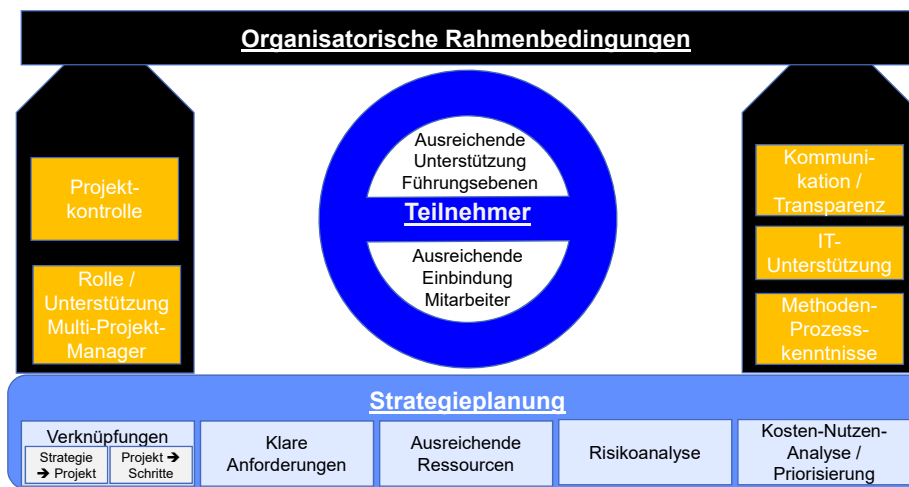 Organisatorische Rahmenbedingungen
Projekt-
kontrolle
Rolle /
Unterstützung
Multi-Projekt-
Manager
Ausreichende
Unterstützung
Führungsebenen
Teilnehmer
Ausreichende
Einbindung
Mitarbeiter
Kommuni-
kation /
Transparenz
IT-
Unterstützung
Methoden-
Prozess-
kenntnisse
Strategieplanung
Verknüpfungen
Strategie
➔ Projekt
Projekt ➔
Schritte
Klare
Anforderungen
Ausreichende
Ressourcen
Risikoanalyse
Kosten-Nutzen-
Analyse /
Priorisierung